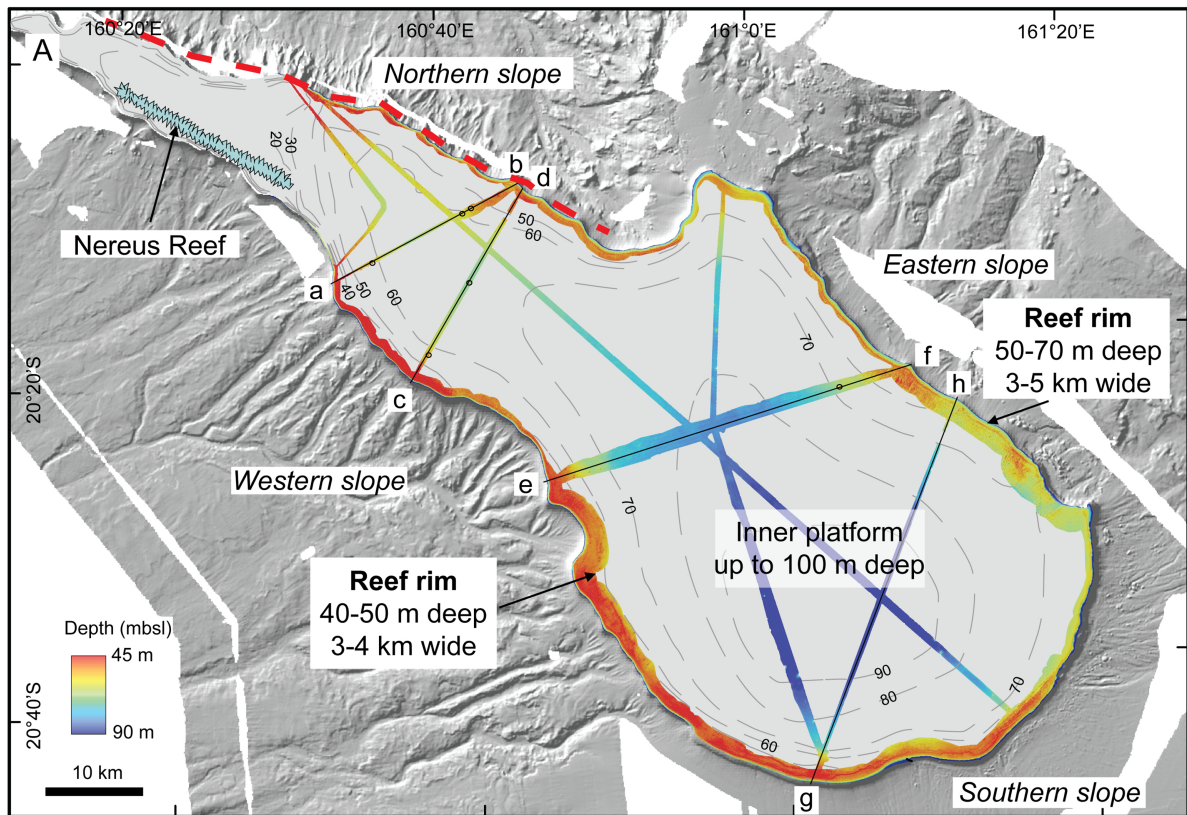 160°20'E
160°40'E
161°0'E
161°20'E
A
Northern slope
30
20
b
d
Nereus Reef
50
60
Eastern slope
a
40
50
60
Reef rim
50-70 m deep
3-5 km wide
70
f
h
20°20'S
c
Western slope
e
70
Inner platform
up to 100 m deep
Reef rim
40-50 m deep
3-4 km wide
Depth (mbsl)
45 m
90 m
90
80
70
20°40'S
60
10 km
g
Southern slope